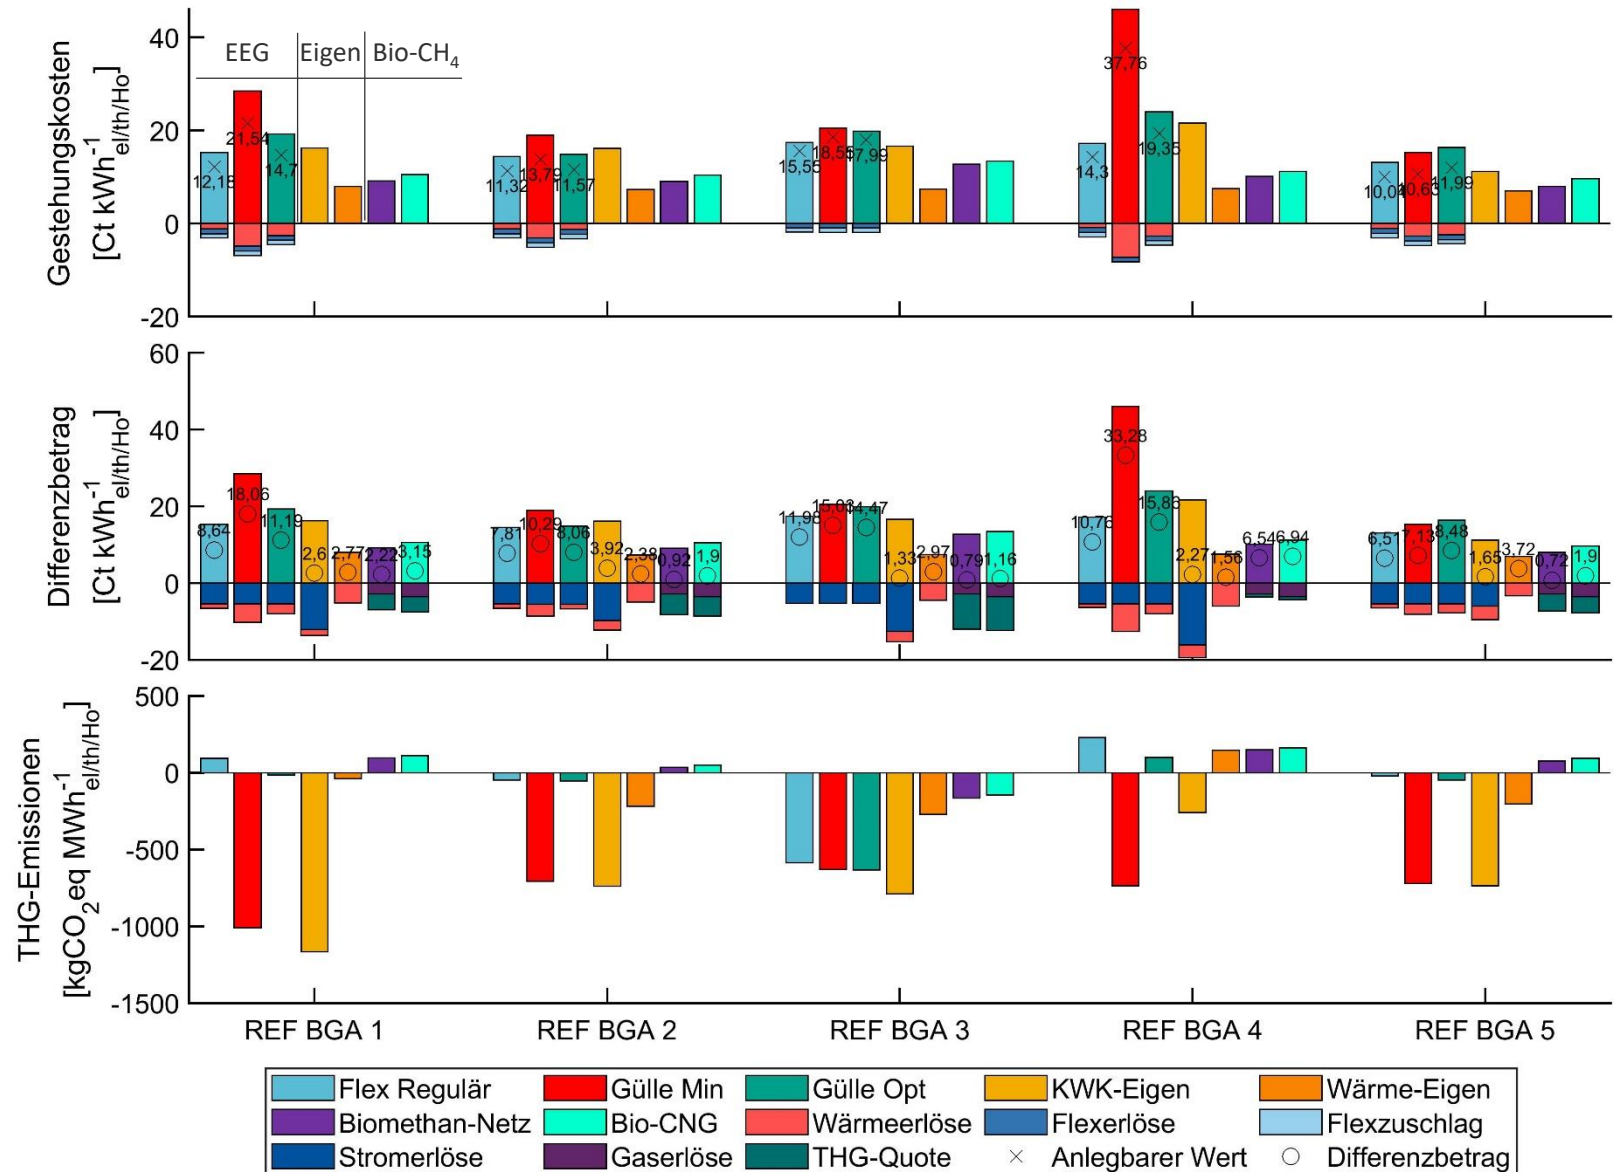 Gestehungskosten
[Ct kWh-1el/th/Ho]
40
20
0
-20
EEG Eigen Bio-CH4
12,18 21,54 14,7
11,32 13,79 11,57
15,55 18,55 17,99
14,3 37,76 19,35
10,04 10,63 11,99
Differenzbetrag
[Ct kWh-1el/th/Ho]
60
40
20
0
-20
8,64 18,06 11,19 2,6 2,77 2,22 3,15
7,81 10,29 8,06 3,92 2,38 0,92 1,9
11,98 15,03 14,47 1,33 2,97 0,79 1,16
10,76 33,28 15,86 2,27 1,56 6,54 6,94
6,51 7,13 8,48 1,65 3,72 0,72 1,9
THG-Emissionen
[kgCO2eq MWh-1el/th/Ho]
500
0
-500
-1000
-1500
REF BGA 1 REF BGA 2 REF BGA 3 REF BGA 4 REF BGA 5
Flex Regulär Gülle Min Gülle Opt KWK-Eigen Wärme-Eigen
Biomethan-Netz Bio-CNG Wärmeerlöse Flexerlöse Flexzuschlag
Stromerlöse Gaserlöse THG-Quote Anlegbarer Wert Differenzbetrag